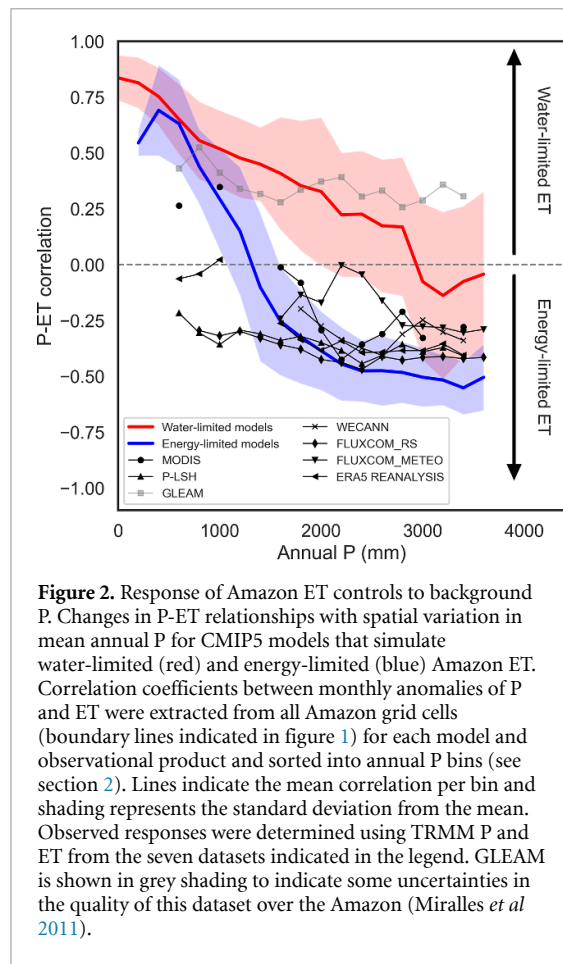 1.00
0.75
0.50
0.25
0.00
−0.25
−0.50
−0.75
−1.00
P-ET correlation
Water-limited ET
Energy-limited ET
Water-limited models
Energy-limited models
MODIS
P-LSH
GLEAM
WECANN
FLUXCOM_RS
FLUXCOM_METEO
ERA5 REANALYSIS
0
1000
2000
3000
4000
Annual P (mm)
Figure 2. Response of Amazon ET controls to background
P. Changes in P-ET relationships with spatial variation in
mean annual P for CMIP5 models that simulate
water-limited (red) and energy-limited (blue) Amazon ET.
Correlation coefficients between monthly anomalies of P
and ET were extracted from all Amazon grid cells
(boundary lines indicated in figure 1) for each model and
observational product and sorted into annual P bins (see
section 2). Lines indicate the mean correlation per bin and
shading represents the standard deviation from the mean.
Observed responses were determined using TRMM P and
ET from the seven datasets indicated in the legend. GLEAM
is shown in grey shading to indicate some uncertainties in
the quality of this dataset over the Amazon (Miralles et al
2011).